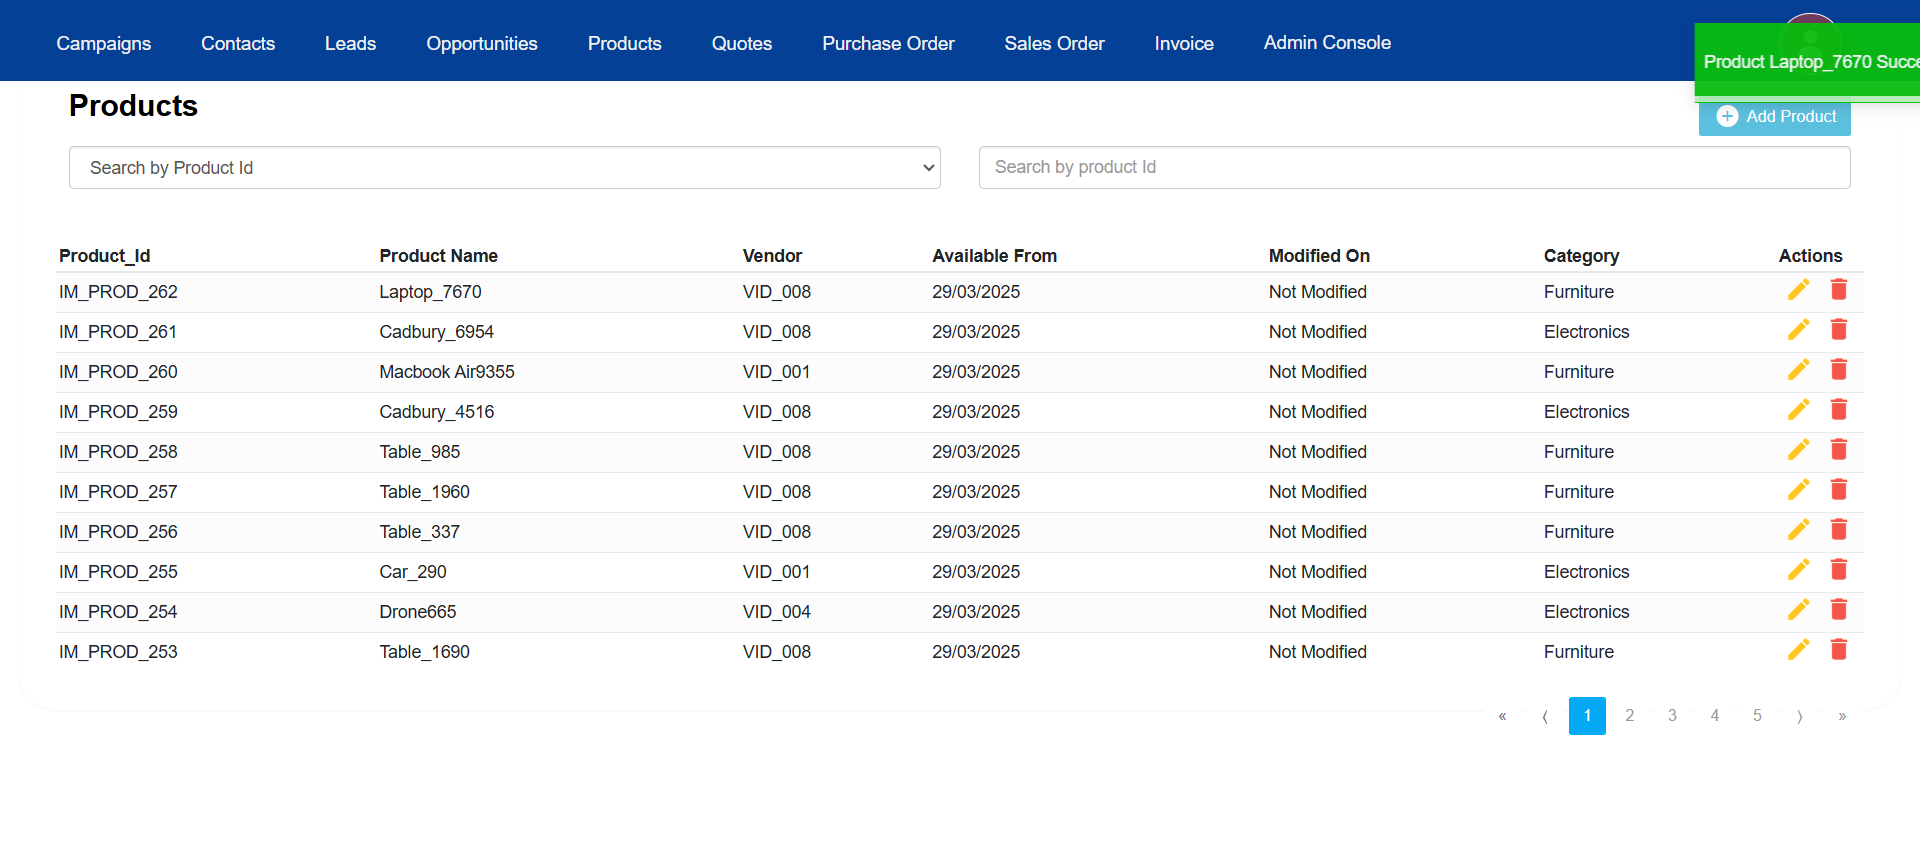 Campaigns Contacts Leads Opportunities Products Quotes Purchase Order Sales Order Invoice Admin Console
Product Laptop_7670
Products
Add Product
Search by Product Id
Search by product Id
Product_Id Product Name Vendor Available From Modified On Category Actions
IM_PROD_262 Laptop_7670 VID_008 29/03/2025 Not Modified Furniture
IM_PROD_261 Cadbury_6954 VID_008 29/03/2025 Not Modified Electronics
IM_PROD_260 Macbook Air9355 VID_001 29/03/2025 Not Modified Furniture
IM_PROD_259 Cadbury_4516 VID_008 29/03/2025 Not Modified Electronics
IM_PROD_258 Table_985 VID_008 29/03/2025 Not Modified Furniture
IM_PROD_257 Table_1960 VID_008 29/03/2025 Not Modified Furniture
IM_PROD_256 Table_337 VID_008 29/03/2025 Not Modified Furniture
IM_PROD_255 Car_290 VID_001 29/03/2025 Not Modified Electronics
IM_PROD_254 Drone665 VID_004 29/03/2025 Not Modified Electronics
IM_PROD_253 Table_1690 VID_008 29/03/2025 Not Modified Furniture
« ⟨ 1 2 3 4 5 ⟩ »